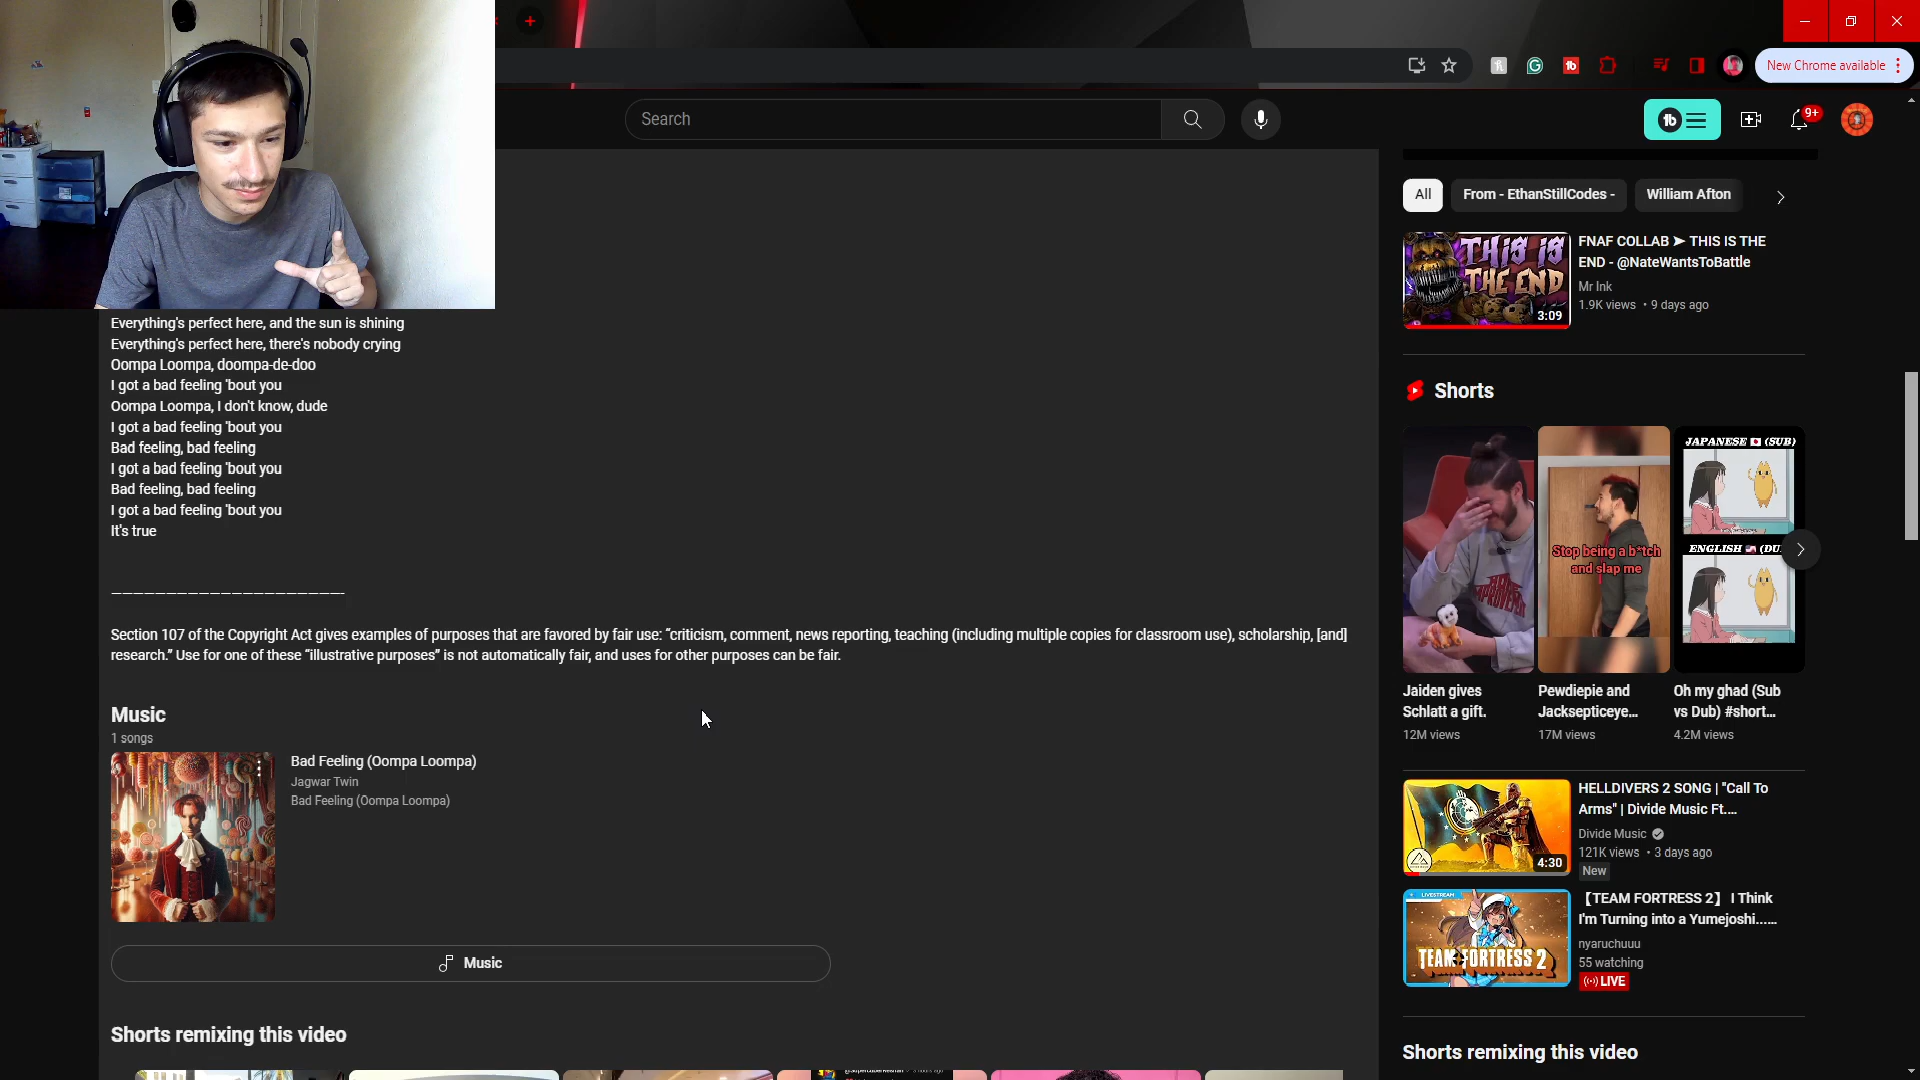 New Chrome available
Search
9+
All
From - EthanStillCodes -
William Afton
THIS IS
THE END
3:09
FNAF COLLAB ➤ THIS IS THE
END - @NateWantsToBattle
Mr Ink
1.9K views • 9 days ago
Everything's perfect here, and the sun is shining
Everything's perfect here, there's nobody crying
Oompa Loompa, doompa-de-doo
I got a bad feeling 'bout you
Oompa Loompa, I don't know, dude
I got a bad feeling 'bout you
Bad feeling, bad feeling
I got a bad feeling 'bout you
Bad feeling, bad feeling
I got a bad feeling 'bout you
It's true
Section 107 of the Copyright Act gives examples of purposes that are favored by fair use: “criticism, comment, news reporting, teaching (including multiple copies for classroom use), scholarship, [and]
research.” Use for one of these “illustrative purposes” is not automatically fair, and uses for other purposes can be fair.
Music
1 songs
Bad Feeling (Oompa Loompa)
Jagwar Twin
Bad Feeling (Oompa Loompa)
Music
Shorts remixing this video
Shorts
JAPANESE (SUB)
ENGLISH (DU
Stop being a b*tch
and slap me
Jaiden gives
Schlatt a gift.
12M views
Pewdiepie and
Jacksepticeye...
17M views
Oh my ghad (Sub
vs Dub) #short...
4.2M views
4:30
HELLDIVERS 2 SONG | "Call To
Arms" | Divide Music Ft....
Divide Music
121K views • 3 days ago
New
LIVESTREAM
TEAM FORTRESS 2
【TEAM FORTRESS 2】 I Think
I'm Turning into a Yumejoshi......
nyaruchuuu
55 watching
LIVE
Shorts remixing this video